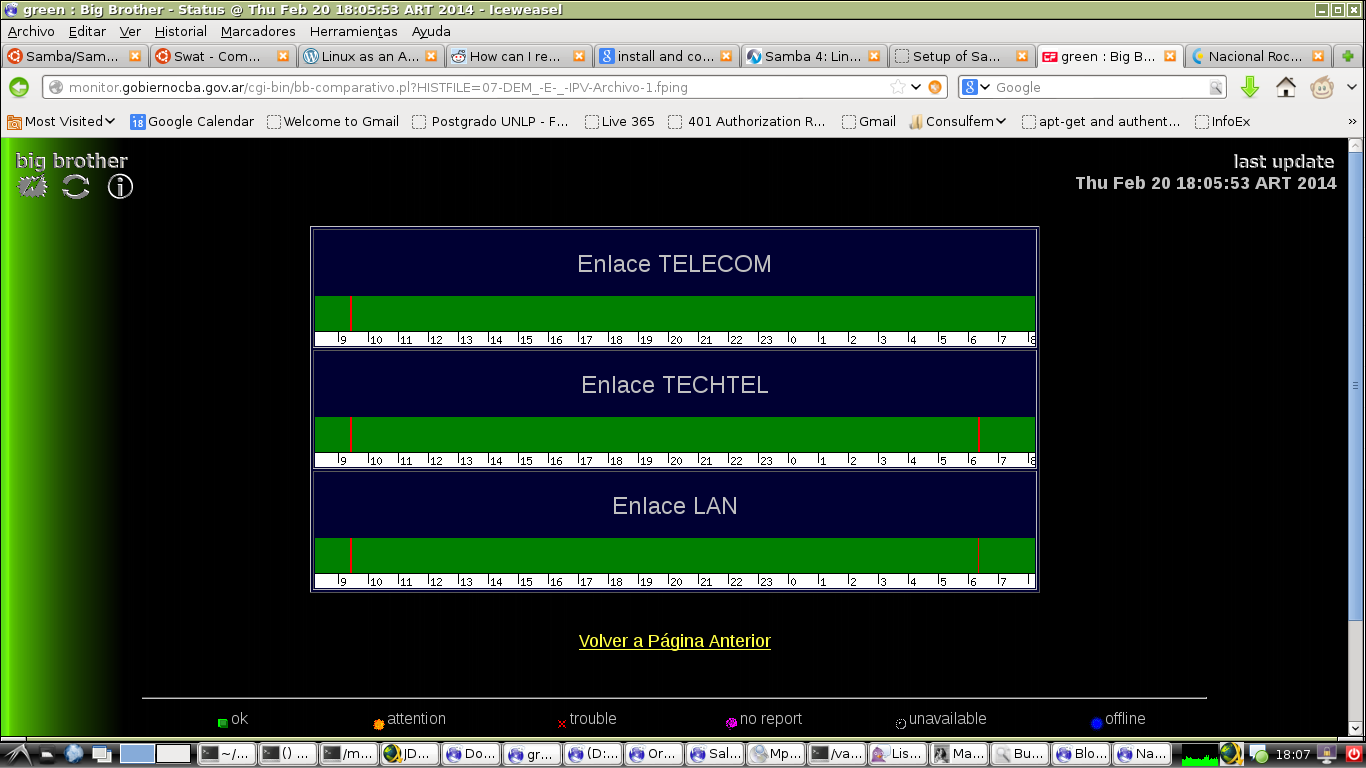 green : Big Brother - Status @ Thu Feb 20 18:05:53 ART 2014 - Iceweasel
Archivo Editar Ver Historial Marcadores Herramientas Ayuda
Samba/Sam... Swat - Com... Linux as an A... How can I re... install and co... Samba 4: Lin... Setup of Sa... green : Big B... Nacional Roc...
monitor.gobiernocba.gov.ar/cgi-bin/bb-comparativo.pl?HISTFILE=07-DEM_-E-_-IPV-Archivo-1.fping Google
Most Visited Google Calendar Welcome to Gmail Postgrado UNLP - F... Live 365 401 Authorization R... Gmail Consulfem apt-get and authent... InfoEx »
big brother
last update
Thu Feb 20 18:05:53 ART 2014
Enlace TELECOM
9 10 11 12 13 14 15 16 17 18 19 20 21 22 23 0 1 2 3 4 5 6 7 8
Enlace TECHTEL
9 10 11 12 13 14 15 16 17 18 19 20 21 22 23 0 1 2 3 4 5 6 7 8
Enlace LAN
9 10 11 12 13 14 15 16 17 18 19 20 21 22 23 0 1 2 3 4 5 6 7
Volver a Página Anterior
ok attention trouble no report unavailable offline
~/... () ... /m... JD... Do... gr... (D:... Or... Sal... Mp... /va... Lis... Ma... Bu... Blo... Na... 18:07